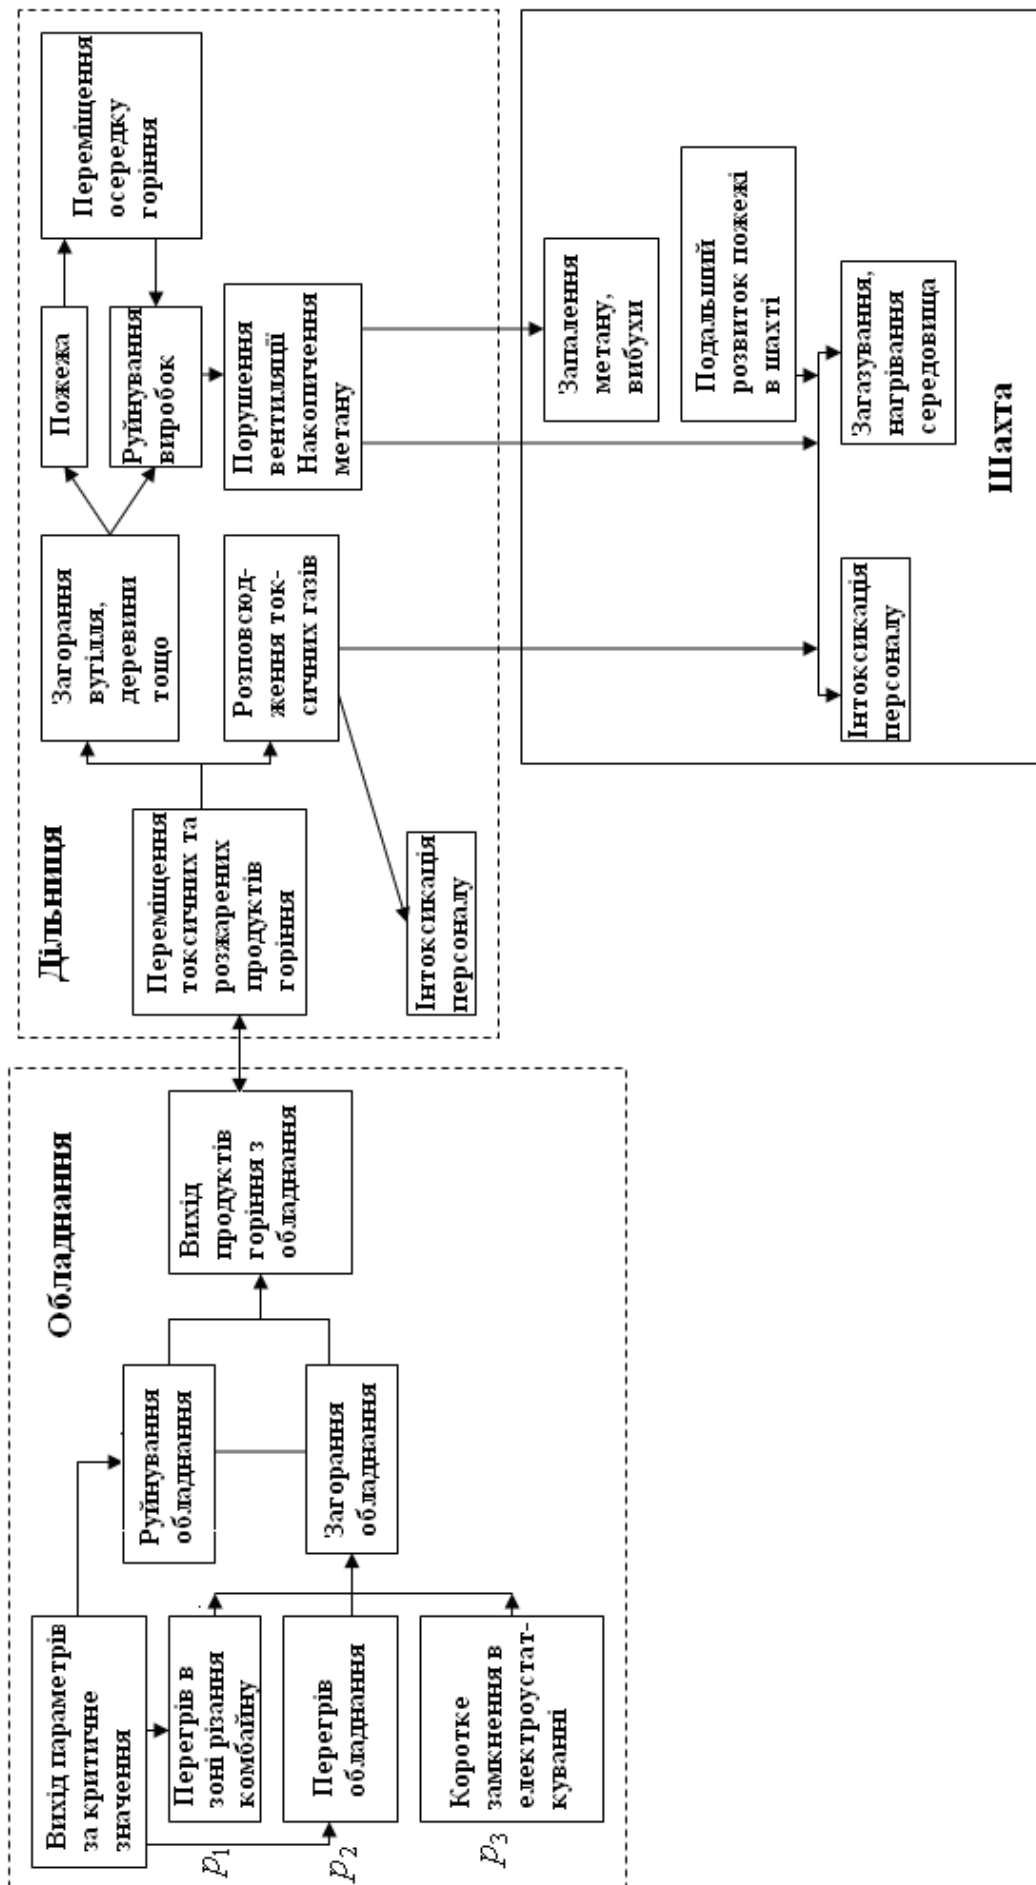 Обладнання
Вихід параметрів
за критичне
значення
Перегрів в
зоні різання
комбайну
p₁
Перегрів
обладнання
p₂
Коротке
замкнення в
електроустат-
куванні
p₃
Руйнування
обладнання
Загорання
обладнання
Вихід
продуктів
горіння з
обладнання
Дільниця
Переміщення
токсичних та
розжарених
продуктів
горіння
Інтоксикація
персоналу
Загорання
вугілля,
деревини
тощо
Розповсюд-
ження ток-
сичних газів
Пожежа
Руйнування
виробок
Порушення
вентиляції
Накопичення
метану
Переміщення
осередку
горіння
Запалення
метану,
вибухи
Подальший
розвиток пожежі
в шахті
Загазування,
нагрівання
середовища
Інтоксикація
персоналу
Шахта